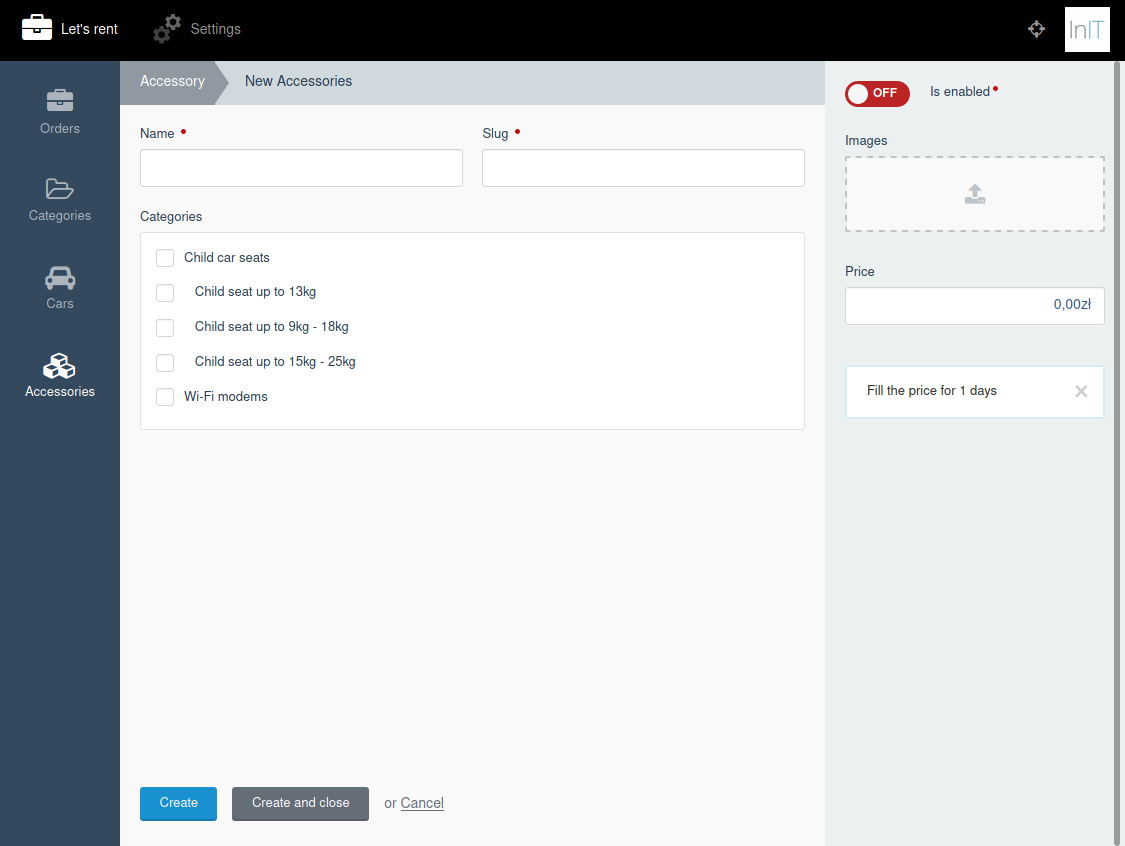 Let's rent
Settings
InIT
Orders
Categories
Cars
Accessories
Accessory
New Accessories
Name
Slug
Categories
Child car seats
Child seat up to 13kg
Child seat up to 9kg - 18kg
Child seat up to 15kg - 25kg
Wi-Fi modems
Create
Create and close
or Cancel
OFF
Is enabled
Images
Price
0,00zł
Fill the price for 1 days